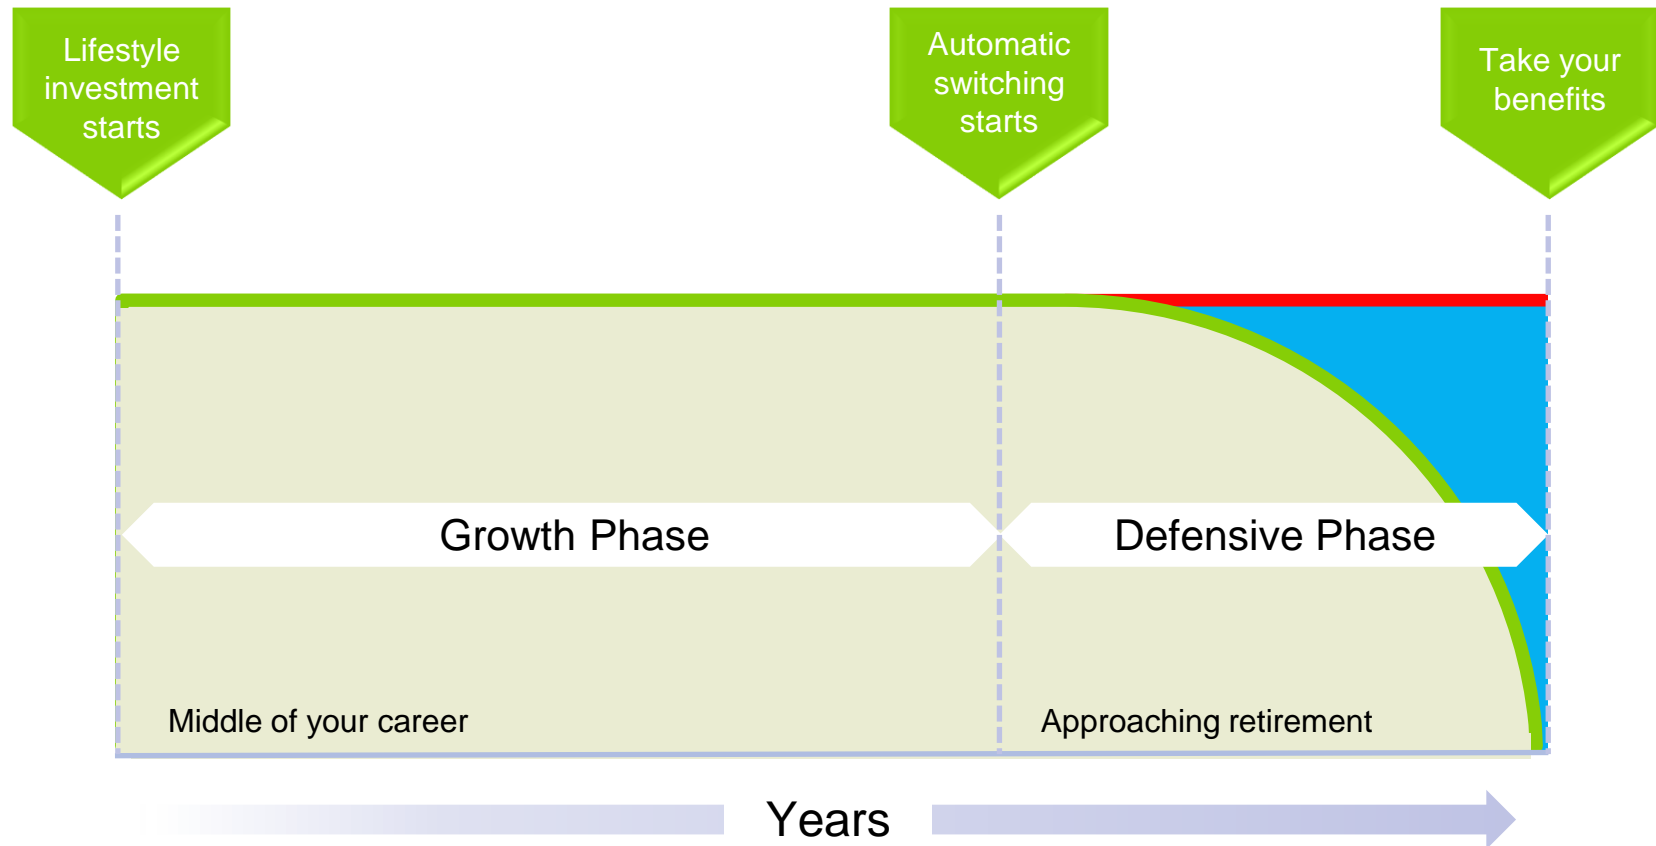 Lifestyle
investment
starts
Automatic
switching
starts
Take your
benefits
Growth Phase
Defensive Phase
Middle of your career
Approaching retirement
Years